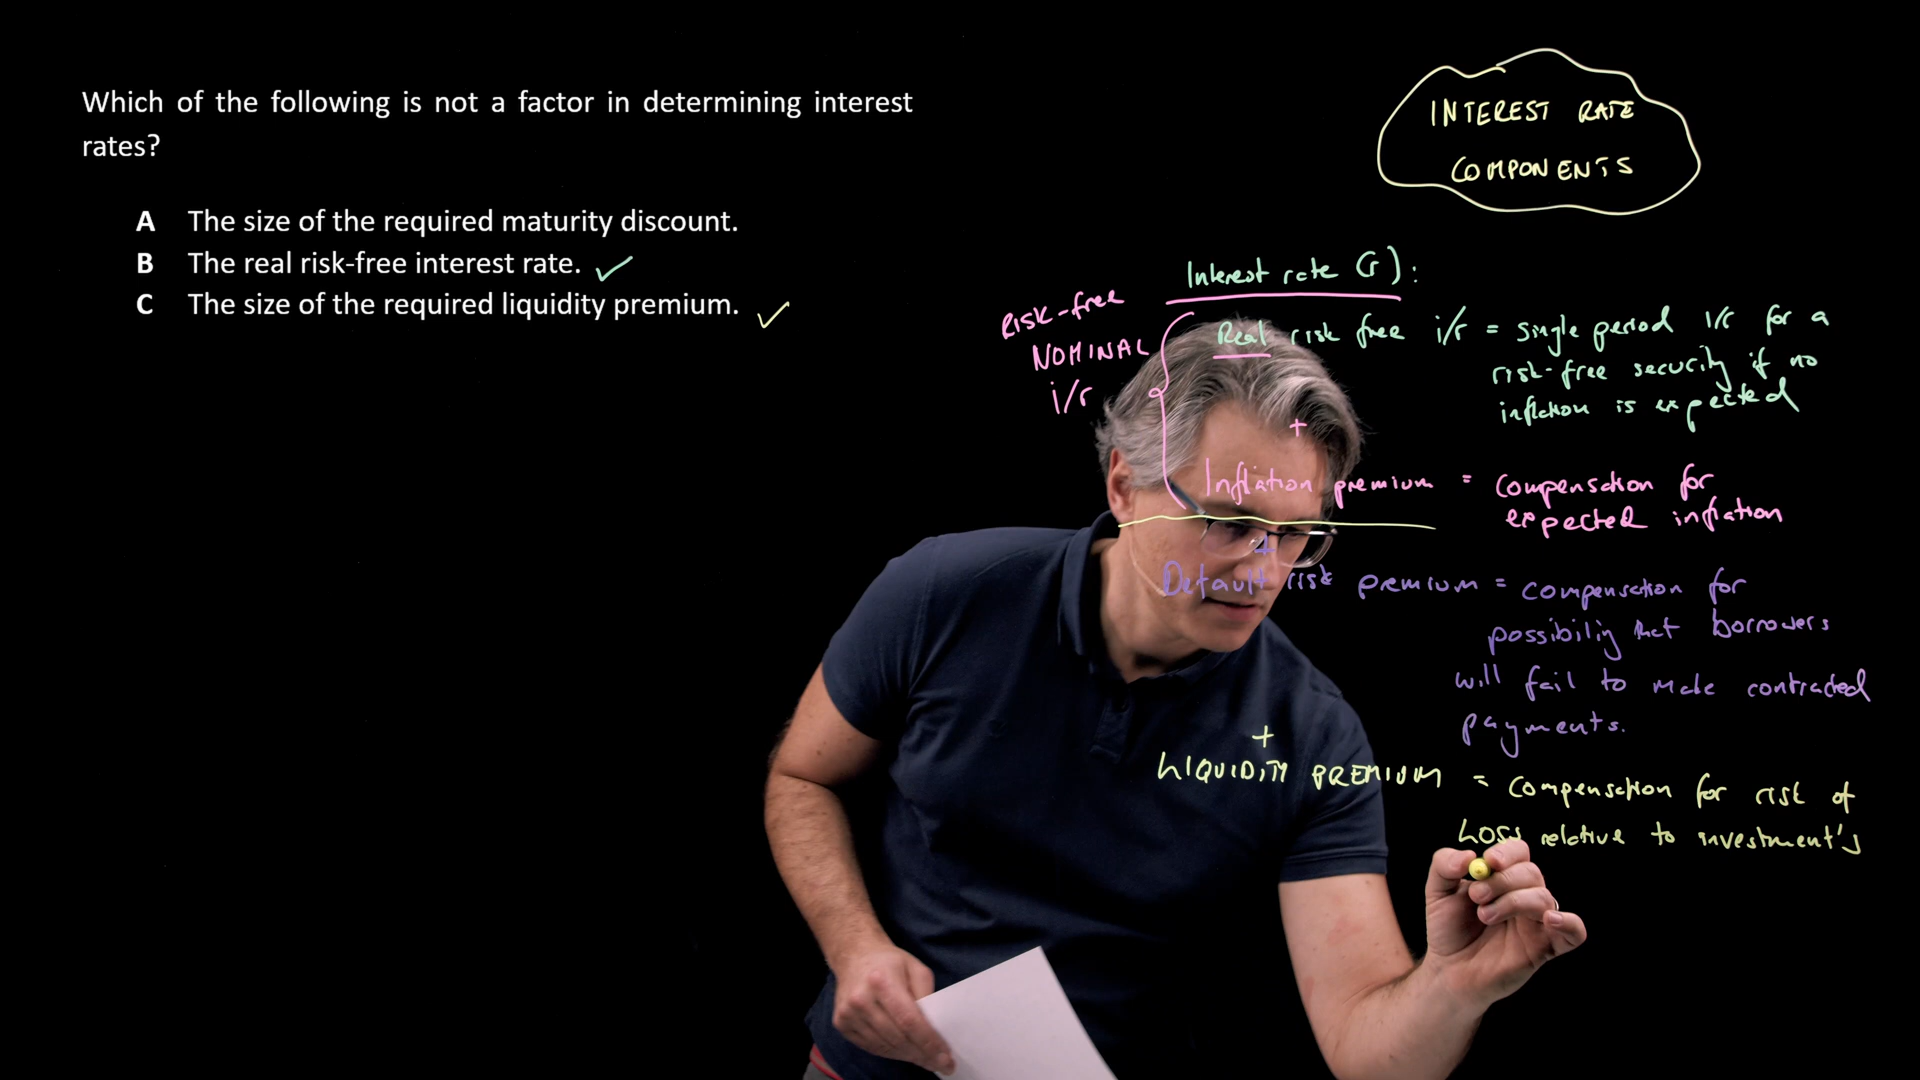 Which of the following is not a factor in determining interest
rates?
A The size of the required maturity discount.
B The real risk-free interest rate. ✓
C The size of the required liquidity premium. ✓
INTEREST RATE
COMPONENTS
Interest rate (r):
Risk-free
NOMINAL
i/r
Real risk free i/r = single period i/r for a
risk-free security if no
inflation is expected
+
Inflation premium = compensation for
expected inflation
+
Default risk premium = compensation for
possibiliy that borrowers
will fail to make contracted
payments.
+
LIQUIDITY PREMIUM = compensation for risk of
Loss relative to investment's